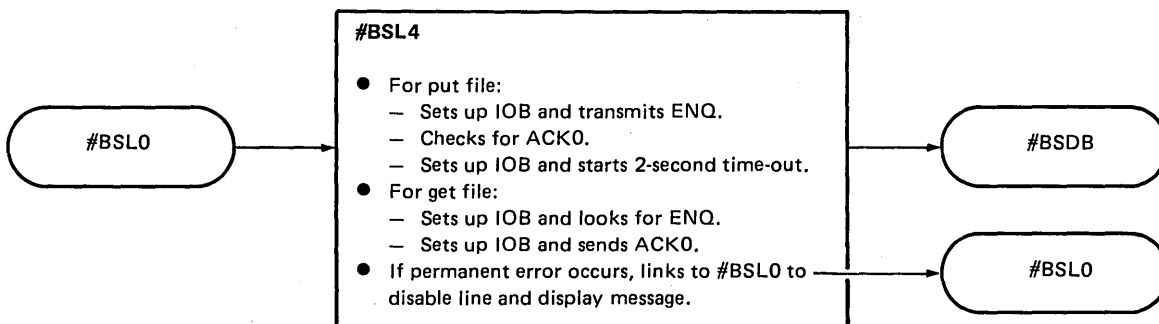 #BSL4
● For put file:
— Sets up IOB and transmits ENQ.
— Checks for ACK0.
— Sets up IOB and starts 2-second time-out.
● For get file:
— Sets up IOB and looks for ENQ.
— Sets up IOB and sends ACK0.
● If permanent error occurs, links to #BSL0 to
disable line and display message.
#BSL0
#BSDB
#BSL0